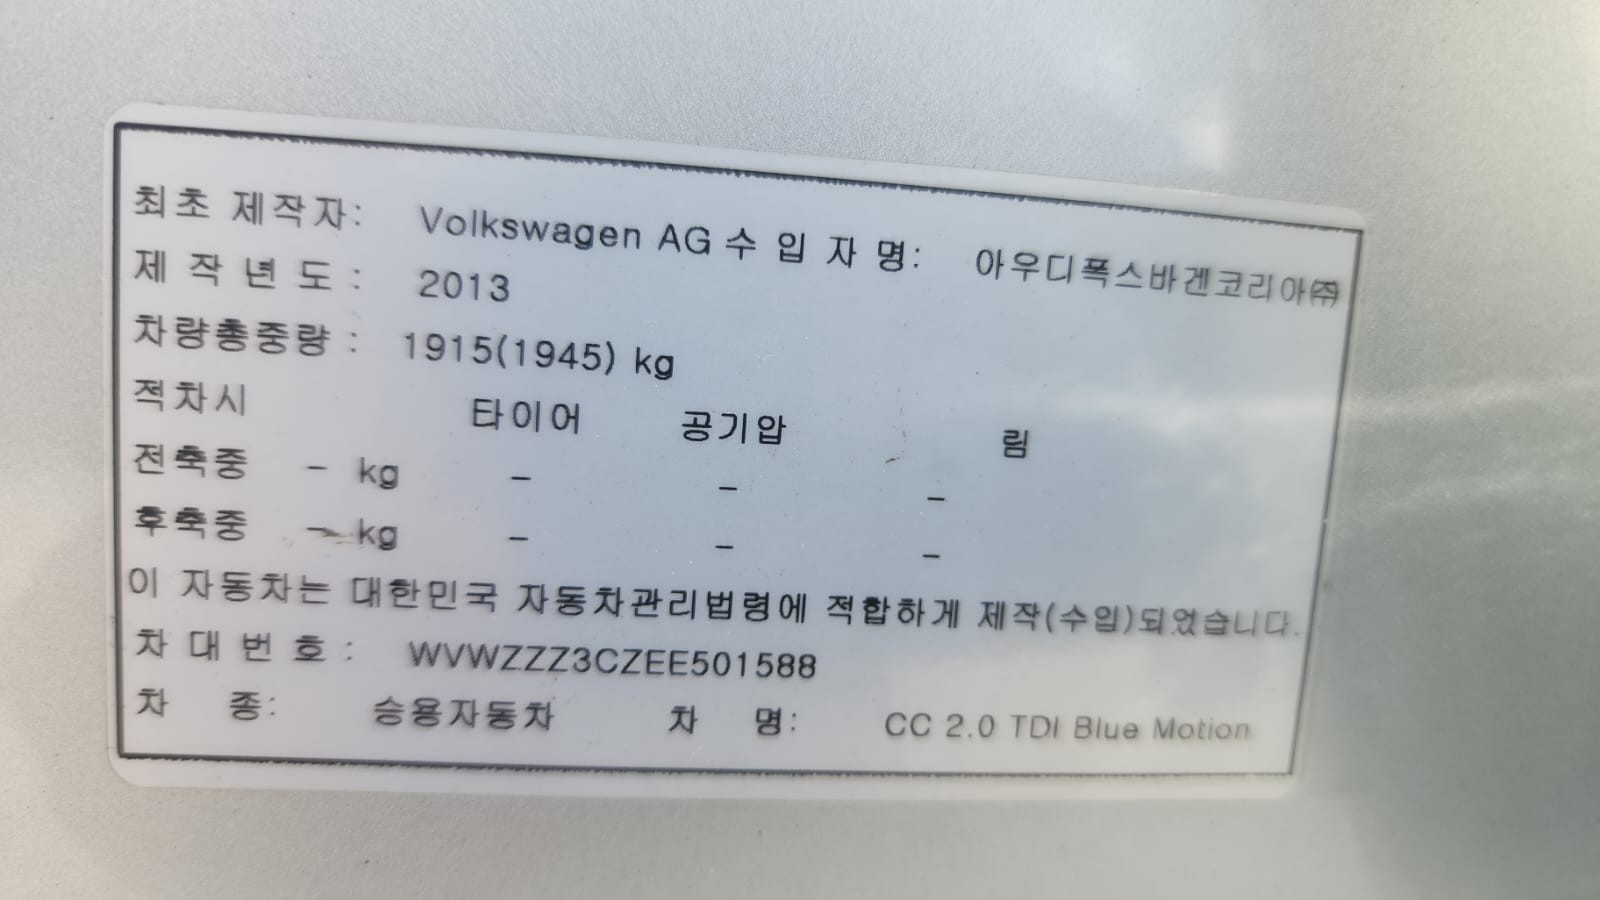 최초 제작자: Volkswagen AG 수 입 자 명: 아우디폭스바겐코리아㈜
제 작 년 도 : 2013
차량총중량 : 1915(1945) kg
적차시 타이어 공기압 림
전축중 - kg - - -
후축중 - kg - - -
이 자동차는 대한민국 자동차관리법령에 적합하게 제작(수입)되었습니다.
차 대 번 호 : WVWZZZ3CZEE501588
차 종: 승용자동차 차 명: CC 2.0 TDI Blue Motion